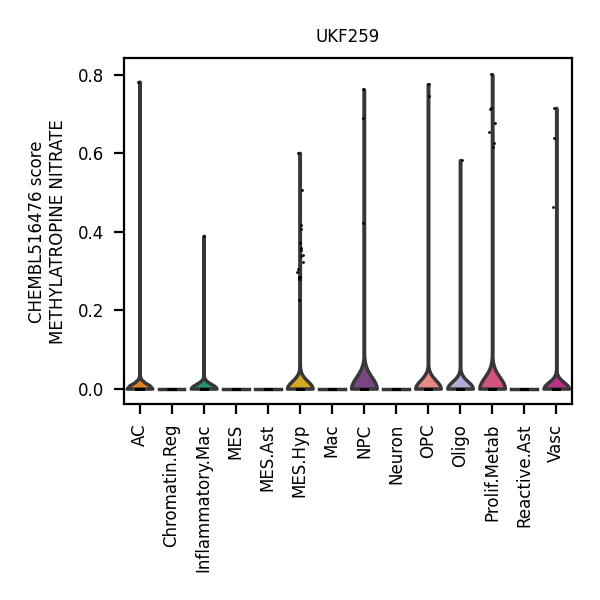 UKF259
CHEMBL516476 score
METHYLATROPINE NITRATE
0.8
0.6
0.4
0.2
0.0
AC
Chromatin.Reg
Inflammatory.Mac
MES
MES.Ast
MES.Hyp
Mac
NPC
Neuron
OPC
Oligo
Prolif.Metab
Reactive.Ast
Vasc